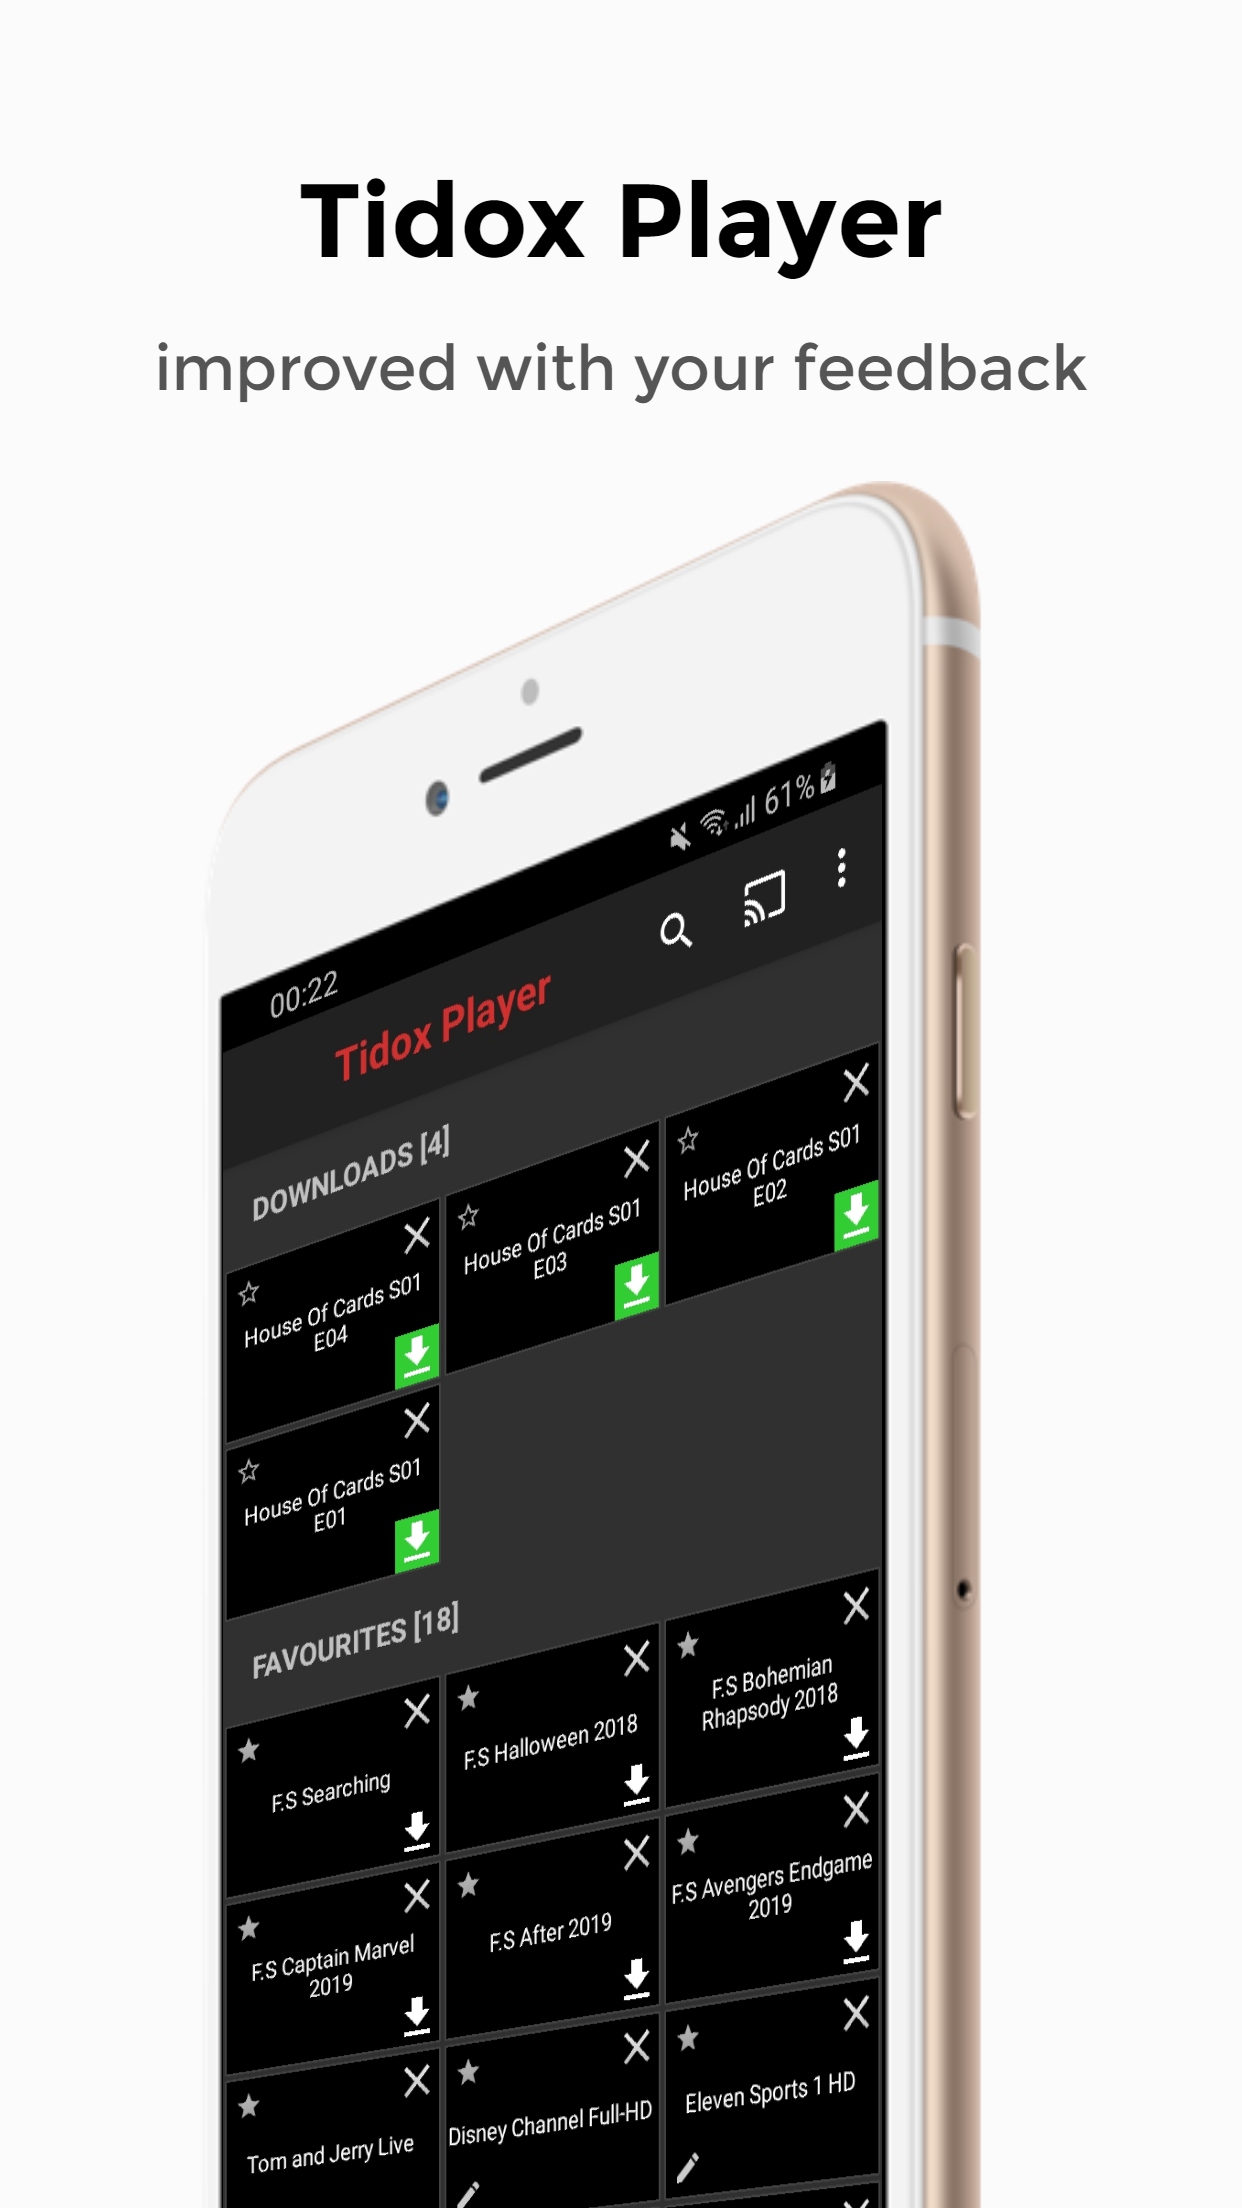 Tidox Player
improved with your feedback
00:22
61%
Tidox Player
DOWNLOADS [4]
House Of Cards S01
E04
House Of Cards S01
E03
House Of Cards S01
E02
House Of Cards S01
E01
FAVOURITES [18]
F.S Searching
F.S Halloween 2018
F.S Bohemian
Rhapsody 2018
F.S Captain Marvel
2019
F.S After 2019
F.S Avengers Endgame
2019
Tom and Jerry Live
Disney Channel Full-HD
Eleven Sports 1 HD